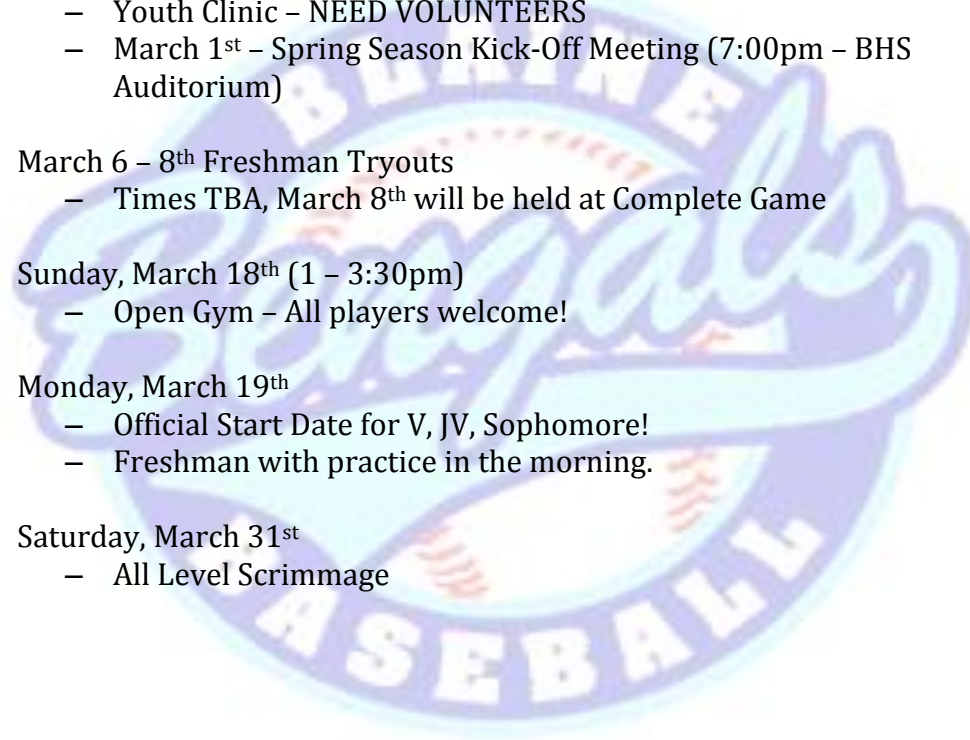 – Youth Clinic – NEED VOLUNTEERS
– March 1st – Spring Season Kick-Off Meeting (7:00pm – BHS
Auditorium)
March 6 – 8th Freshman Tryouts
– Times TBA, March 8th will be held at Complete Game
Sunday, March 18th (1 – 3:30pm)
– Open Gym – All players welcome!
Monday, March 19th
– Official Start Date for V, JV, Sophomore!
– Freshman with practice in the morning.
Saturday, March 31st
– All Level Scrimmage
BLAINE
Bengals
BASEBALL